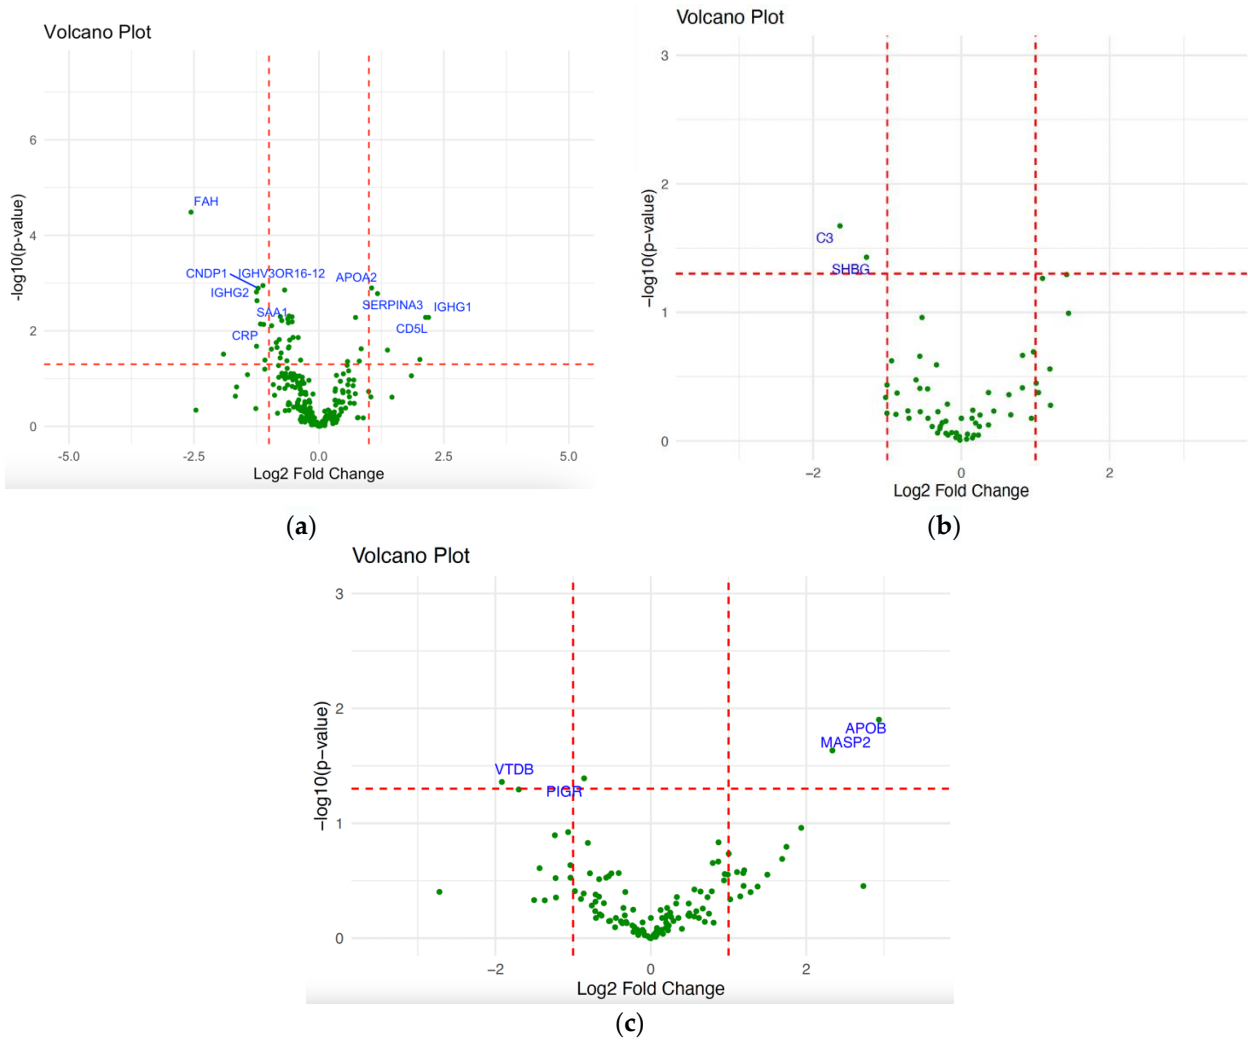 Volcano Plot
6
4
2
0
-log10(p-value)
FAH
CNDP1
IGHV3OR16-12
IGHG2
SAA1
CRP
APOA2
SERPINA3
IGHG1
CD5L
-5.0
-2.5
0.0
2.5
5.0
Log2 Fold Change
(a)
Volcano Plot
3
2
1
0
−log10(p−value)
C3
SHBG
−2
0
2
Log2 Fold Change
(b)
Volcano Plot
3
2
1
0
−log10(p−value)
APOB
MASP2
VTDB
PIGR
−2
0
2
Log2 Fold Change
(c)